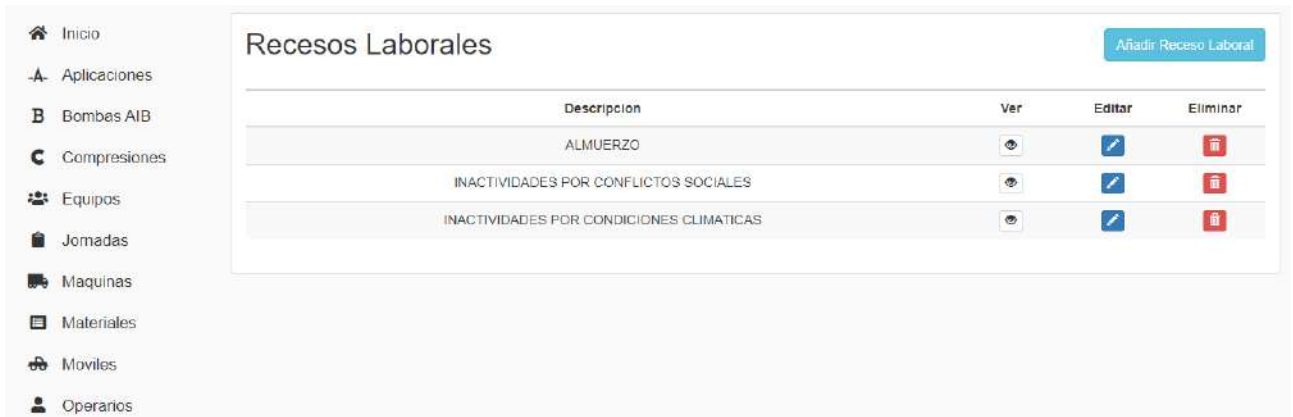 Inicio
Aplicaciones
Bombas AIB
Compresiones
Equipos
Jornadas
Maquinas
Materiales
Moviles
Operarios
Recesos Laborales
Añadir Receso Laboral
Descripcion Ver Editar Eliminar
ALMUERZO
INACTIVIDADES POR CONFLICTOS SOCIALES
INACTIVIDADES POR CONDICIONES CLIMATICAS